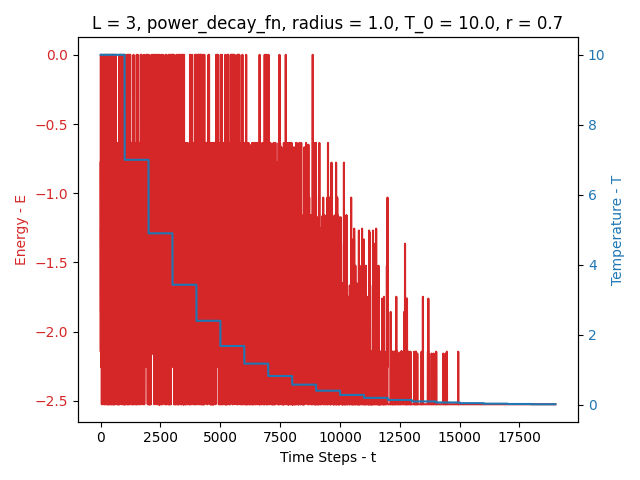 L = 3, power_decay_fn, radius = 1.0, T_0 = 10.0, r = 0.7
0.0
−0.5
−1.0
−1.5
−2.0
−2.5
Energy - E
10
8
6
4
2
0
Temperature - T
0 2500 5000 7500 10000 12500 15000 17500
Time Steps - t